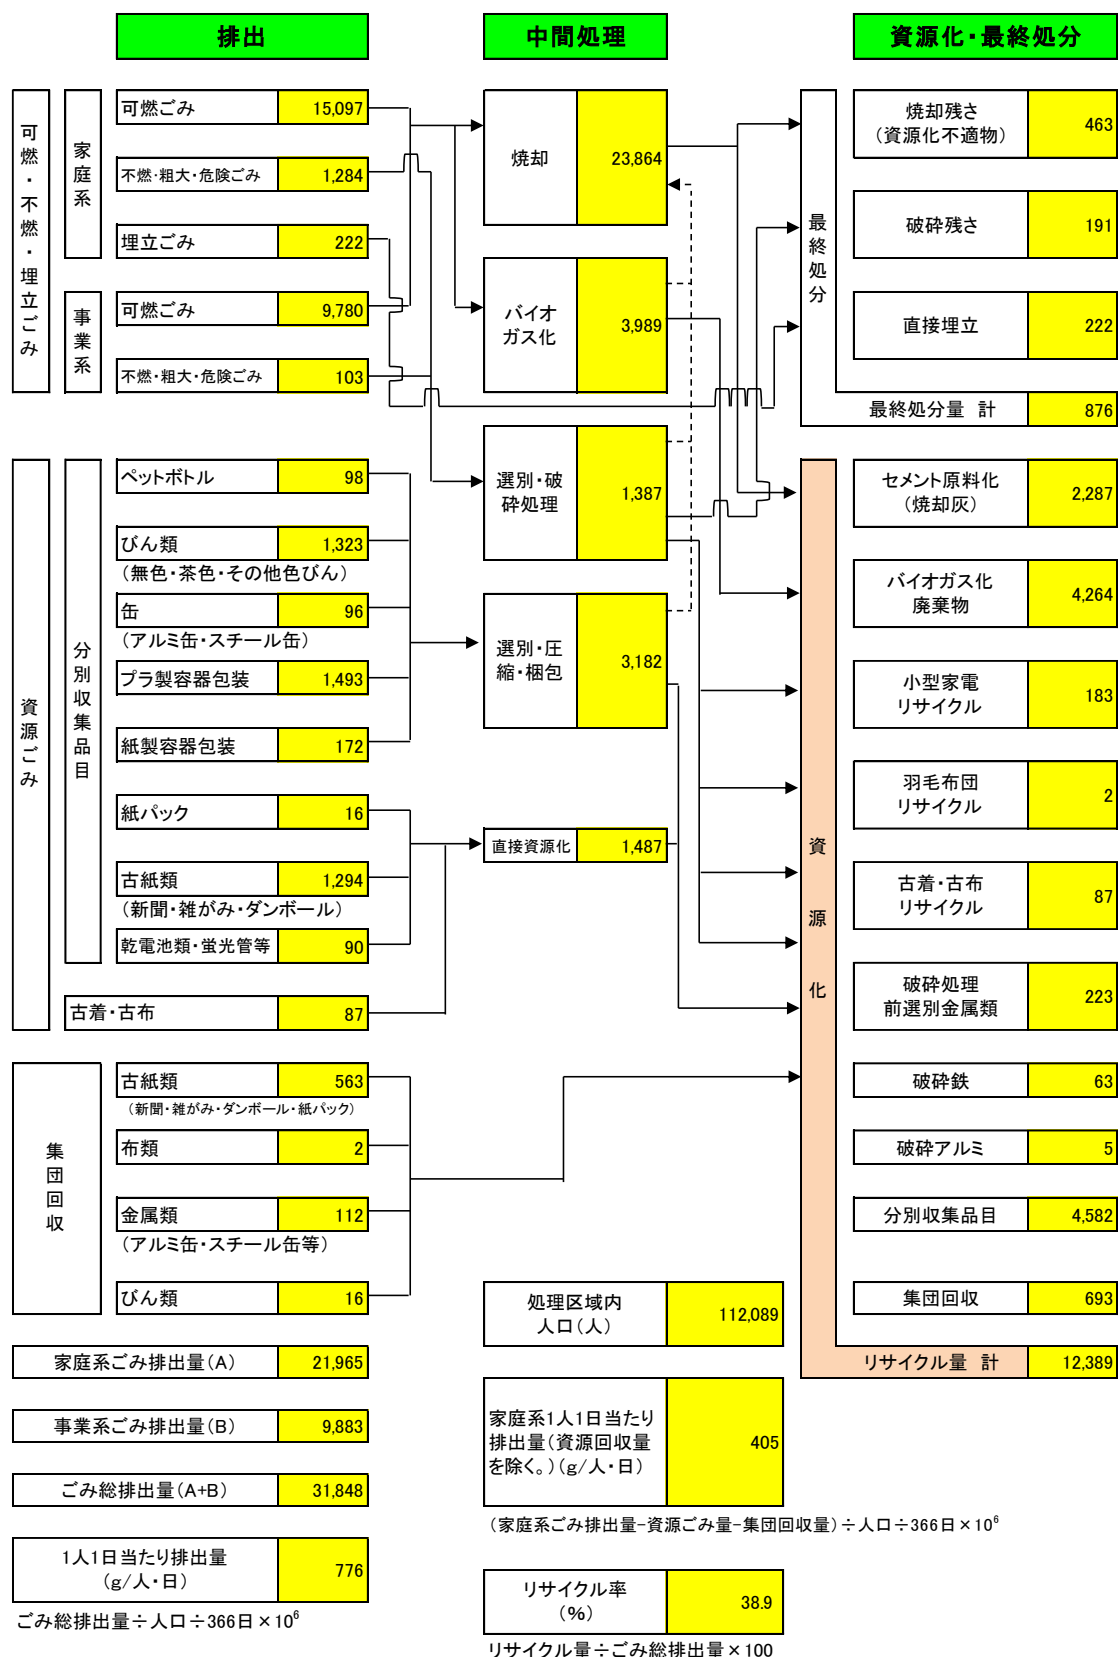 排出
中間処理
資源化・最終処分
可燃・不燃・埋立ごみ
家庭系
可燃ごみ 15,097
不燃・粗大・危険ごみ 1,284
埋立ごみ 222
事業系
可燃ごみ 9,780
不燃・粗大・危険ごみ 103
資源ごみ
分別収集品目
ペットボトル 98
びん類 1,323
（無色・茶色・その他色びん）
缶 96
（アルミ缶・スチール缶）
プラ製容器包装 1,493
紙製容器包装 172
紙パック 16
古紙類 1,294
（新聞・雑がみ・ダンボール）
乾電池類・蛍光管等 90
古着・古布 87
集団回収
古紙類 563
（新聞・雑がみ・ダンボール・紙パック）
布類 2
金属類 112
（アルミ缶・スチール缶等）
びん類 16
家庭系ごみ排出量（A） 21,965
事業系ごみ排出量（B） 9,883
ごみ総排出量（A+B） 31,848
1人1日当たり排出量
（g/人・日）
776
ごみ総排出量÷人口÷366日×10⁶
焼却 23,864
バイオ
ガス化
3,989
選別・破
砕処理
1,387
選別・圧
縮・梱包
3,182
直接資源化 1,487
処理区域内
人口（人）
112,089
家庭系1人1日当たり
排出量（資源回収量
を除く。）（g/人・日）
405
（家庭系ごみ排出量-資源ごみ量-集団回収量）÷人口÷366日×10⁶
リサイクル率
（%）
38.9
リサイクル量÷ごみ総排出量×100
最終処分
焼却残さ
（資源化不適物）
463
破砕残さ 191
直接埋立 222
最終処分量 計 876
資源化
セメント原料化
（焼却灰）
2,287
バイオガス化
廃棄物
4,264
小型家電
リサイクル
183
羽毛布団
リサイクル
2
古着・古布
リサイクル
87
破砕処理
前選別金属類
223
破砕鉄 63
破砕アルミ 5
分別収集品目 4,582
集団回収 693
リサイクル量 計 12,389